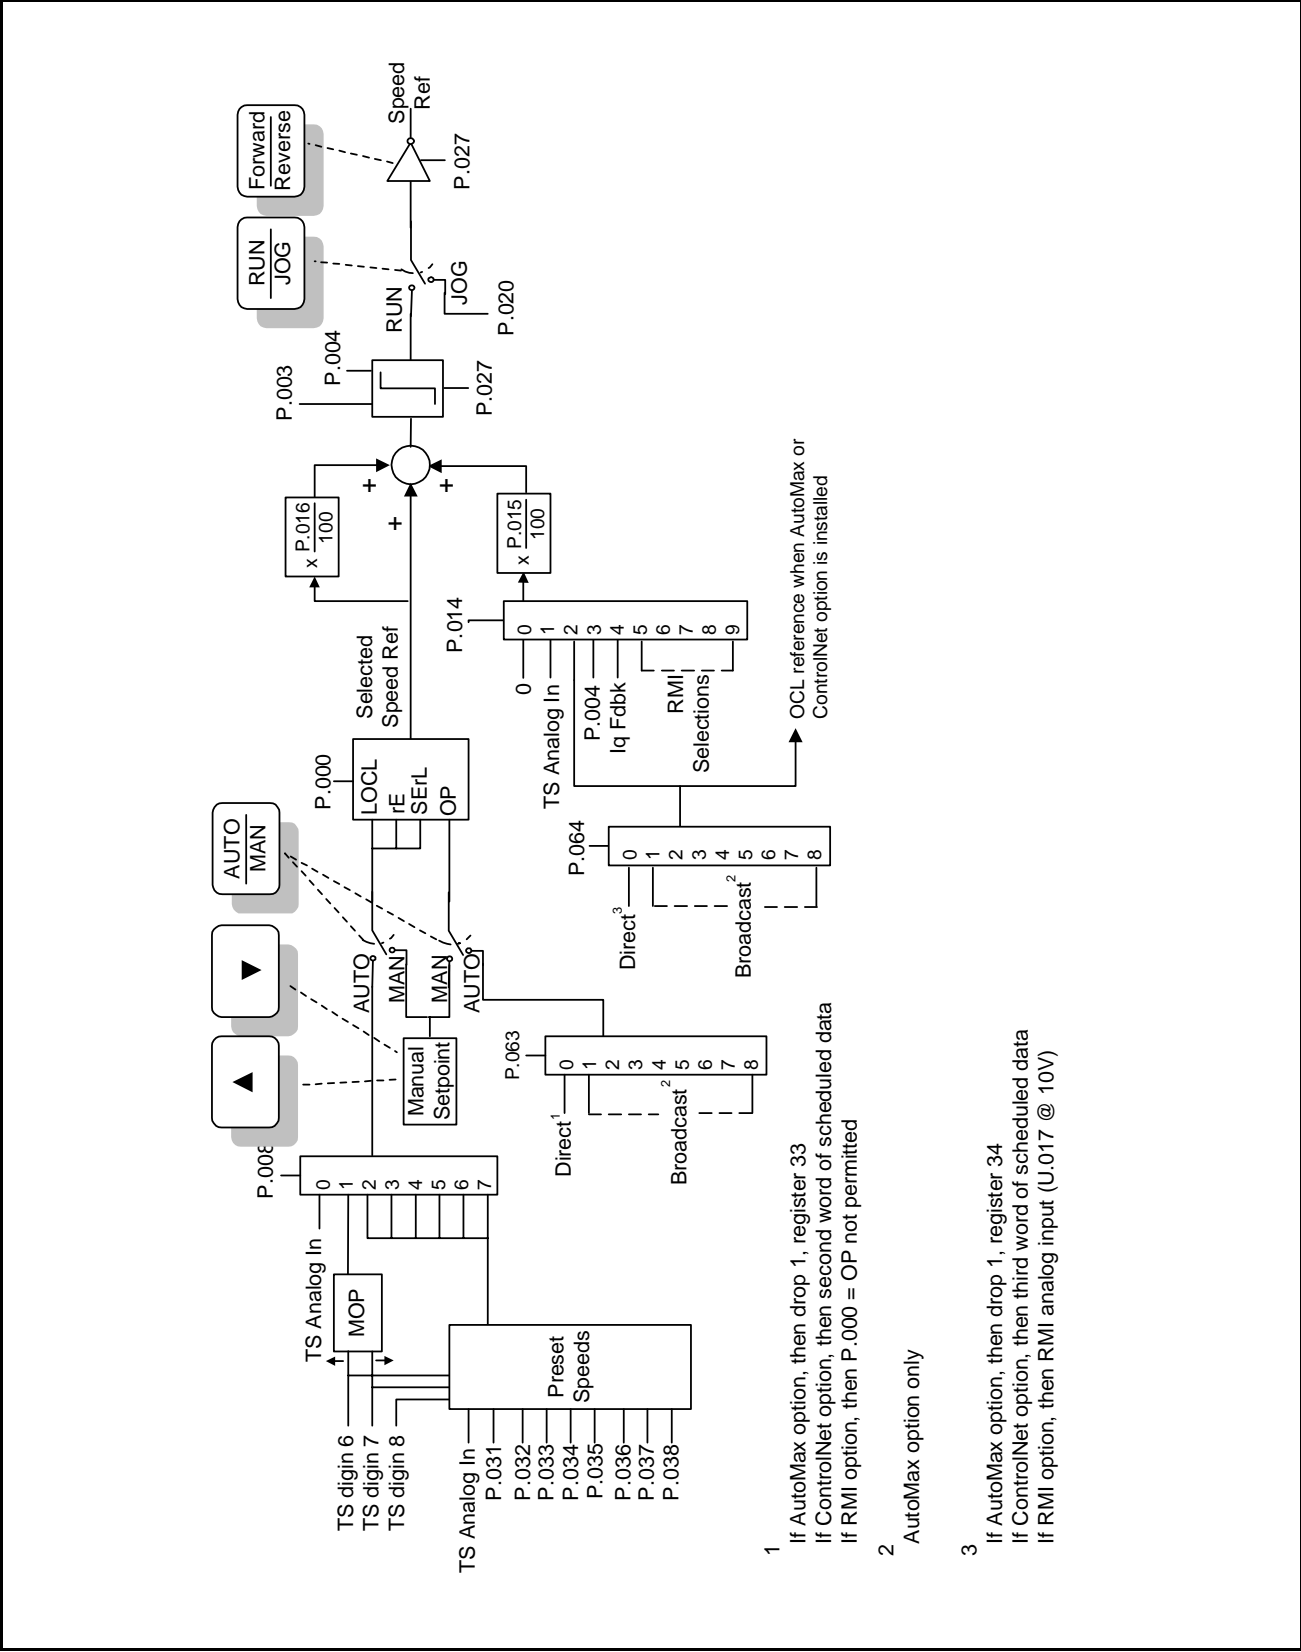 TS digin 6
TS digin 7
TS digin 8
TS Analog In
P.031
P.032
P.033
P.034
P.035
P.036
P.037
P.038
Preset
Speeds
TS Analog In
MOP
P.008
0
1
2
3
4
5
6
7
Manual
Setpoint
AUTO
MAN
MAN
AUTO
AUTO
MAN
Direct1
Broadcast2
P.063
0
1
2
3
4
5
6
7
8
P.000
LOCL
rE
SErL
OP
Selected
Speed Ref
Direct3
Broadcast2
P.064
0
1
2
3
4
5
6
7
8
OCL reference when AutoMax or
ControlNet option is installed
0
TS Analog In
P.004
Iq Fdbk
RMI
Selections
P.014
0
1
2
3
4
5
6
7
8
9
x P.016
100
x P.015
100
+
+
+
P.003
P.004
P.027
RUN
JOG
P.020
RUN
JOG
Forward
Reverse
P.027
Speed
Ref
1
If AutoMax option, then drop 1, register 33
If ControlNet option, then second word of scheduled data
If RMI option, then P.000 = OP not permitted
2
AutoMax option only
3
If AutoMax option, then drop 1, register 34
If ControlNet option, then third word of scheduled data
If RMI option, then RMI analog input (U.017 @ 10V)